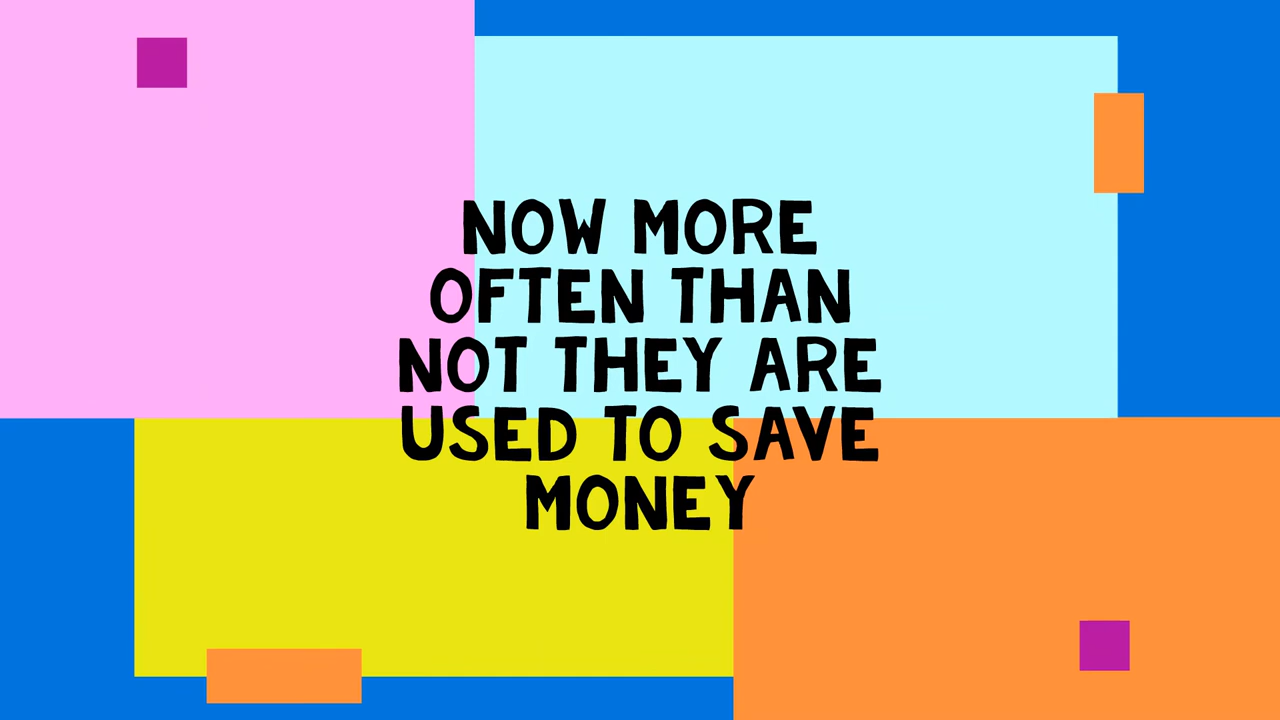 NOW MORE
OFTEN THAN
NOT THEY ARE
USED TO SAVE
MONEY